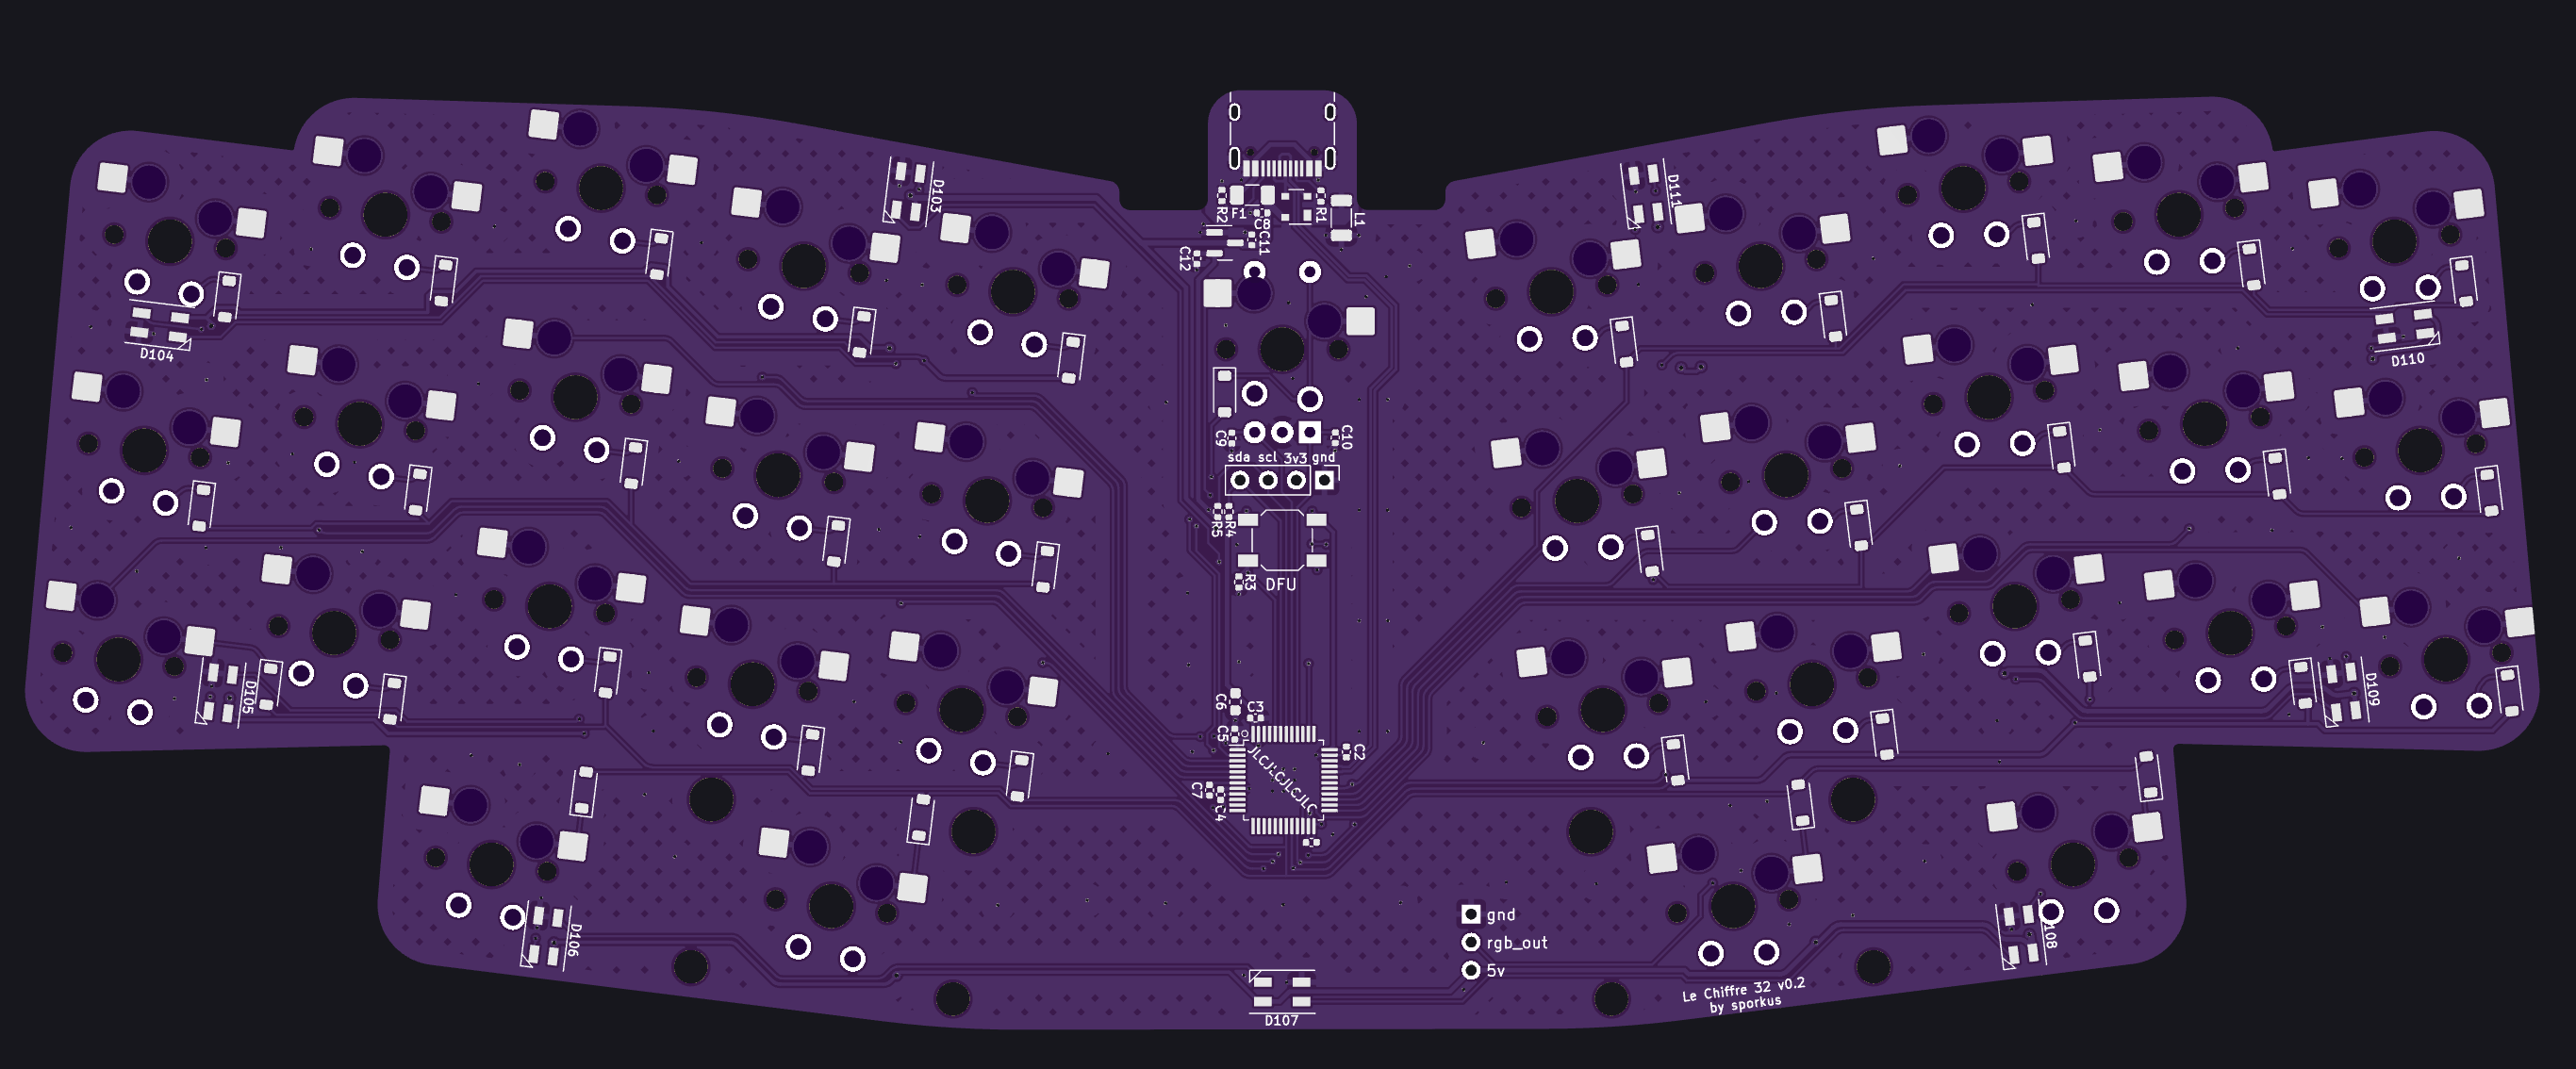 D103
D111
R2
F1
C8
R1
L1
C11
C12
D104
D110
C9
C10
sda scl 3v3 gnd
R5
R4
R3
DFU
D105
D109
C6
C3
C5
C2
JLCJLCJLCJLC
C7
C4
D106
108
gnd
rgb_out
5v
Le Chiffre 32 v0.2
by sporkus
D107